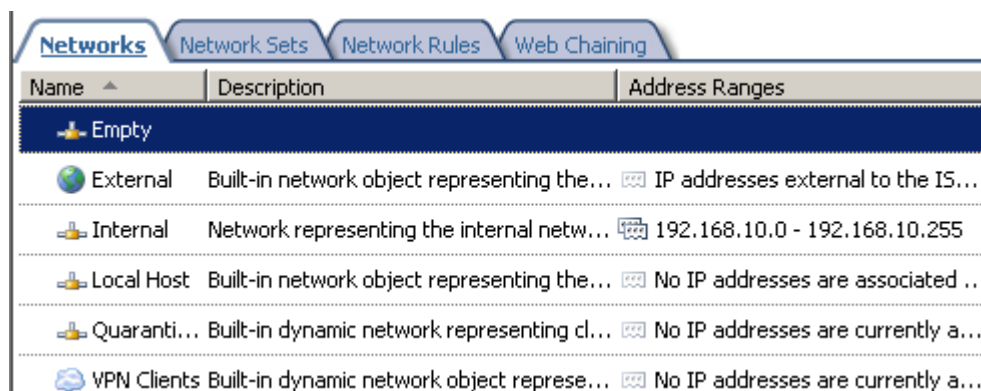 Networks Network Sets Network Rules Web Chaining
Name Description Address Ranges
Empty
External Built-in network object representing the... IP addresses external to the IS...
Internal Network representing the internal netw... 192.168.10.0 - 192.168.10.255
Local Host Built-in network object representing the... No IP addresses are associated ...
Quaranti... Built-in dynamic network representing cl... No IP addresses are currently a...
VPN Clients Built-in dynamic network object represe... No IP addresses are currently a...